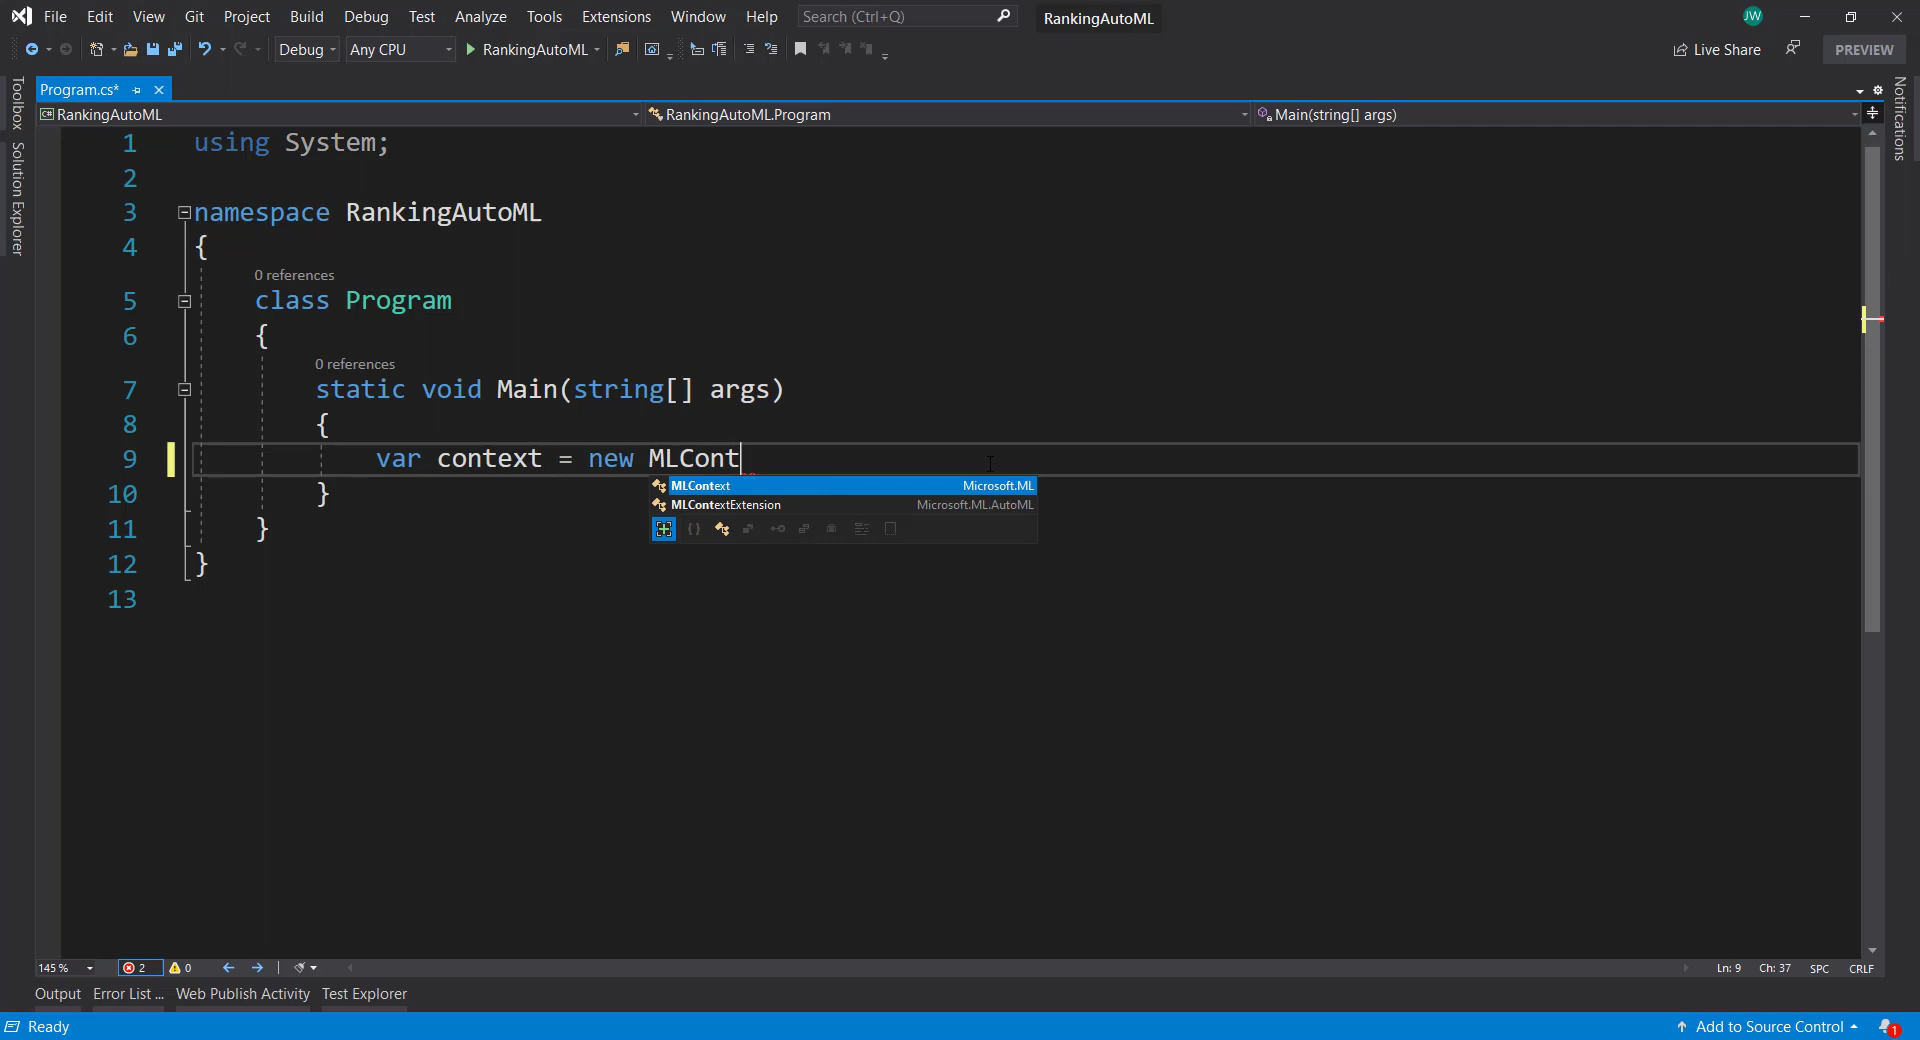 File Edit View Git Project Build Debug Test Analyze Tools Extensions Window Help Search (Ctrl+Q) RankingAutoML JW
Debug Any CPU RankingAutoML Live Share PREVIEW
Program.cs*
RankingAutoML RankingAutoML.Program Main(string[] args)
Toolbox
Solution Explorer
Notifications
1 using System;
2
3 namespace RankingAutoML
4 {
0 references
5 class Program
6 {
0 references
7 static void Main(string[] args)
8 {
9 var context = new MLCont
MLContext Microsoft.ML
10 }
MLContextExtension Microsoft.ML.AutoML
11 }
12 }
13
145 % 2 0 Ln: 9 Ch: 37 SPC CRLF
Output Error List ... Web Publish Activity Test Explorer
Ready Add to Source Control 1